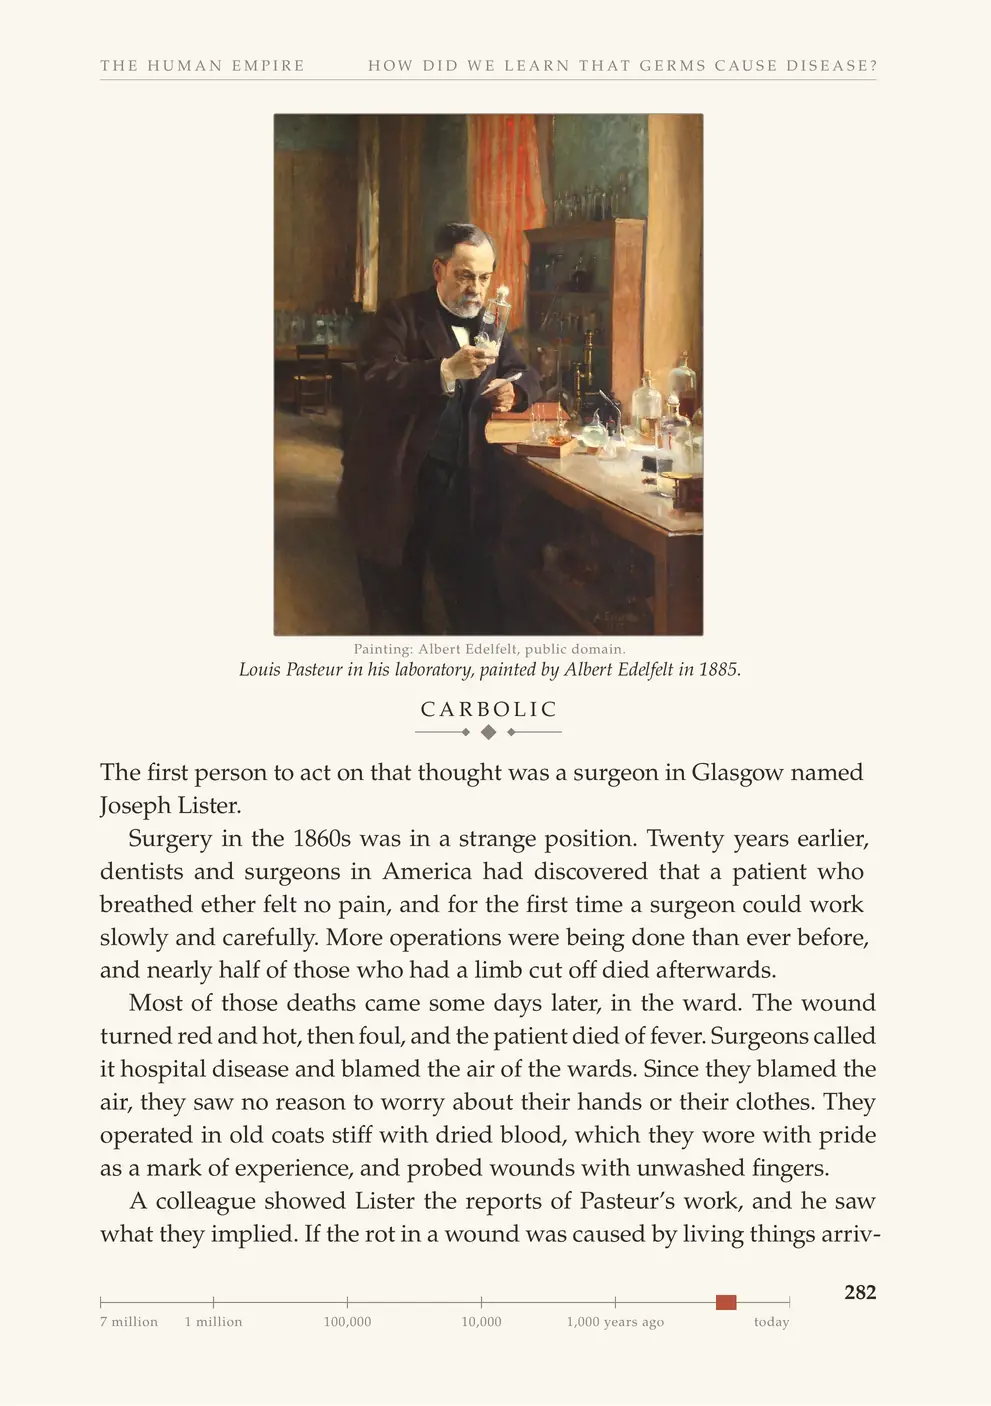 THE HUMAN EMPIRE HOW DID WE LEARN THAT GERMS CAUSE DISEASE?
Painting: Albert Edelfelt, public domain.
Louis Pasteur in his laboratory, painted by Albert Edelfelt in 1885.
CARBOLIC
The first person to act on that thought was a surgeon in Glasgow named
Joseph Lister.
Surgery in the 1860s was in a strange position. Twenty years earlier,
dentists and surgeons in America had discovered that a patient who
breathed ether felt no pain, and for the first time a surgeon could work
slowly and carefully. More operations were being done than ever before,
and nearly half of those who had a limb cut off died afterwards.
Most of those deaths came some days later, in the ward. The wound
turned red and hot, then foul, and the patient died of fever. Surgeons called
it hospital disease and blamed the air of the wards. Since they blamed the
air, they saw no reason to worry about their hands or their clothes. They
operated in old coats stiff with dried blood, which they wore with pride
as a mark of experience, and probed wounds with unwashed fingers.
A colleague showed Lister the reports of Pasteur's work, and he saw
what they implied. If the rot in a wound was caused by living things arriv-
282
7 million 1 million 100,000 10,000 1,000 years ago today